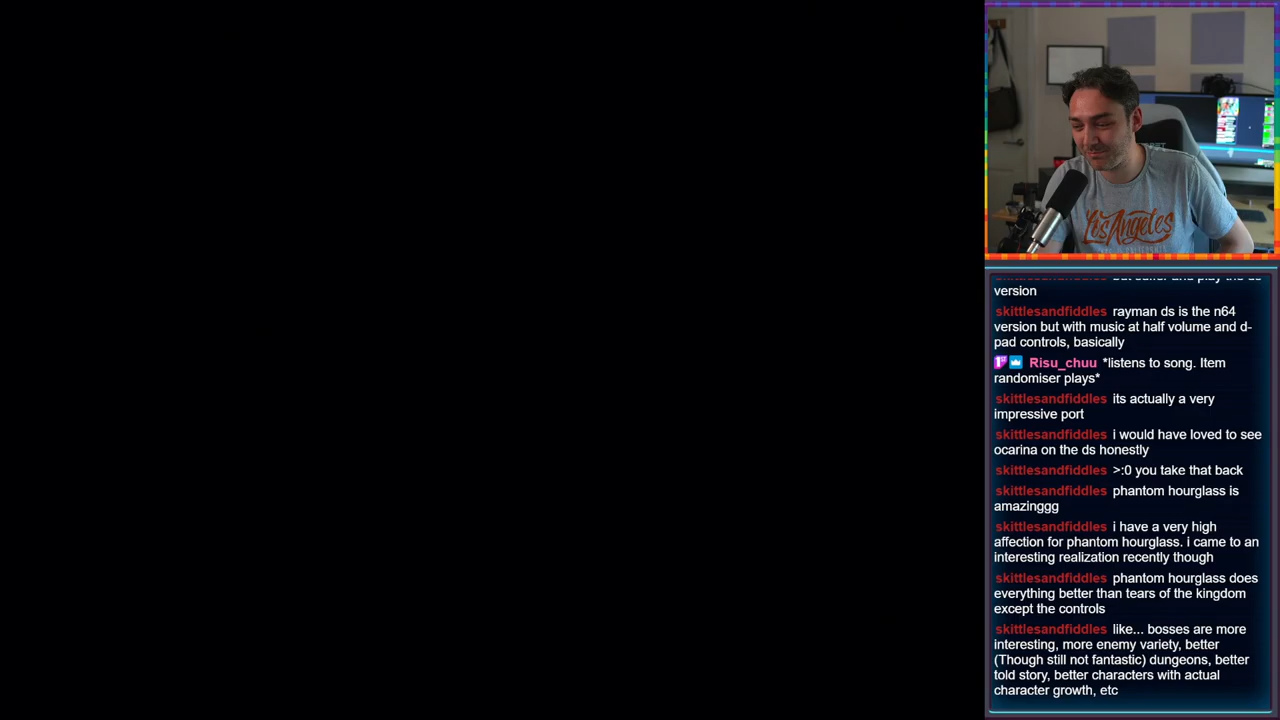 Los Angeles
version
skittlesandfiddles rayman ds is the n64
version but with music at half volume and d-
pad controls, basically
Risu_chuu *listens to song. Item
randomiser plays*
skittlesandfiddles its actually a very
impressive port
skittlesandfiddles i would have loved to see
ocarina on the ds honestly
skittlesandfiddles >:0 you take that back
skittlesandfiddles phantom hourglass is
amazinggg
skittlesandfiddles i have a very high
affection for phantom hourglass. i came to an
interesting realization recently though
skittlesandfiddles phantom hourglass does
everything better than tears of the kingdom
except the controls
skittlesandfiddles like... bosses are more
interesting, more enemy variety, better
(Though still not fantastic) dungeons, better
told story, better characters with actual
character growth, etc